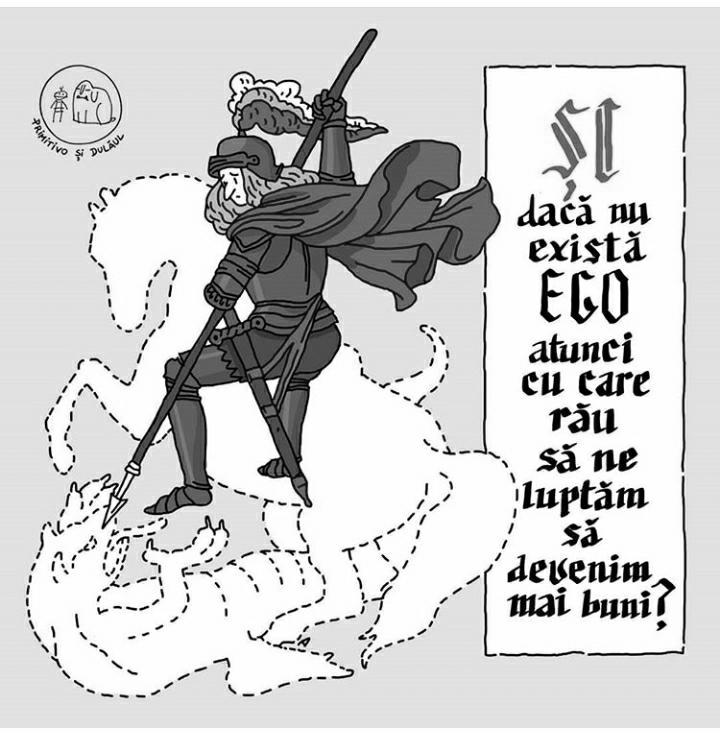 PRIMITIVO ȘI DULĂUL
ȘI
dacă nu
există
EGO
atunci
cu care
rău
să ne
luptăm
să
devenim
mai buni?